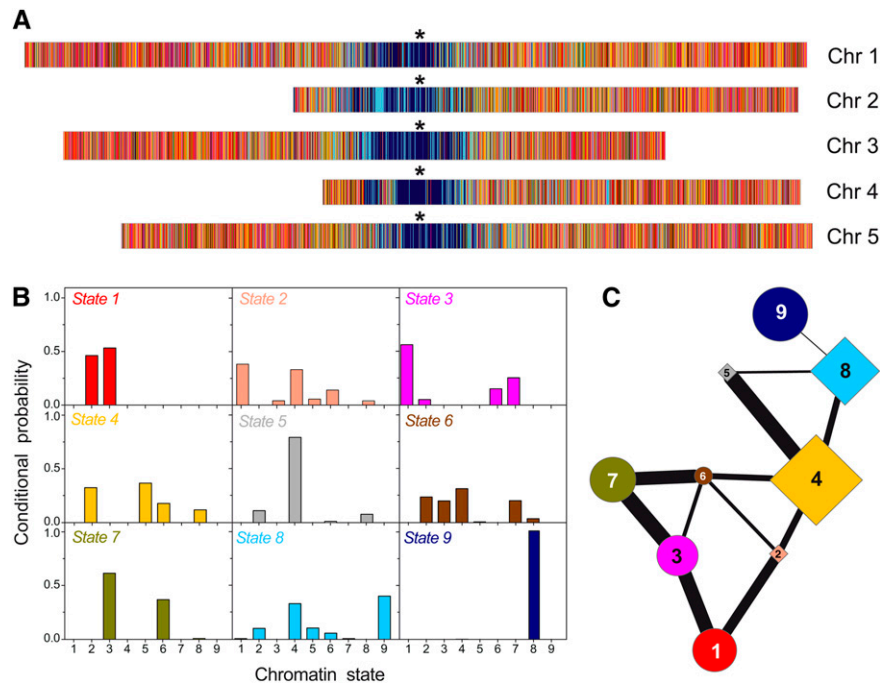 A
*
Chr 1
*
Chr 2
*
Chr 3
*
Chr 4
*
Chr 5
B
Conditional probability
1.0
0.5
0.0
State 1
State 2
State 3
1.0
0.5
0.0
State 4
State 5
State 6
1.0
0.5
0
State 7
State 8
State 9
1 2 3 4 5 6 7 8 9
1 2 3 4 5 6 7 8 9
1 2 3 4 5 6 7 8 9
Chromatin state
C
9
5
8
7
6
4
3
2
1